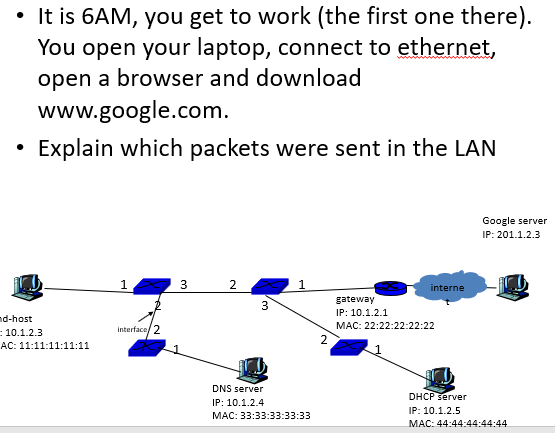 • It is 6AM, you get to work (the first one there).
You open your laptop, connect to ethernet,
open a browser and download
www.google.com.
• Explain which packets were sent in the LAN
Google server
IP: 201.1.2.3
1
3
2
1
interne
t
2
3
gateway
IP: 10.1.2.1
MAC: 22:22:22:22:22
nd-host
: 10.1.2.3
AC: 11:11:11:11:11
interface
2
1
2
1
DNS server
IP: 10.1.2.4
MAC: 33:33:33:33:33
DHCP server
IP: 10.1.2.5
MAC: 44:44:44:44:44